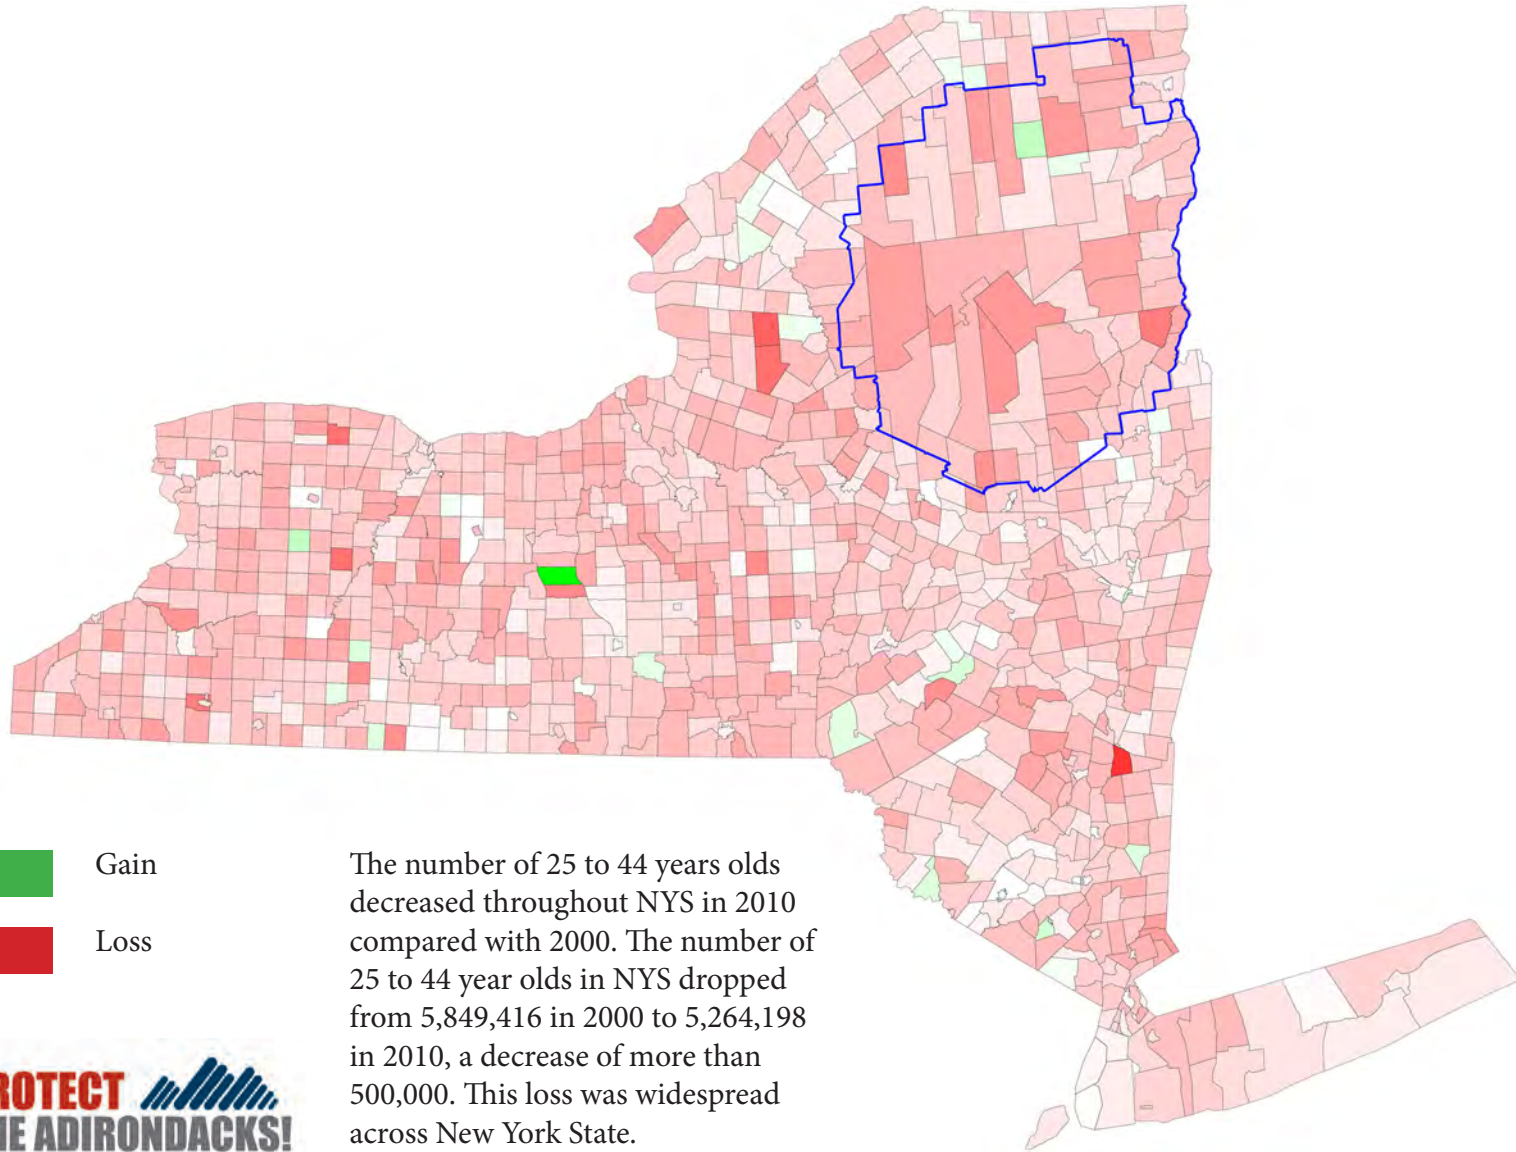 Gain
Loss
The number of 25 to 44 years olds
decreased throughout NYS in 2010
compared with 2000. The number of
25 to 44 year olds in NYS dropped
from 5,849,416 in 2000 to 5,264,198
in 2010, a decrease of more than
500,000. This loss was widespread
across New York State.
ROTECT
HE ADIRONDACKS!